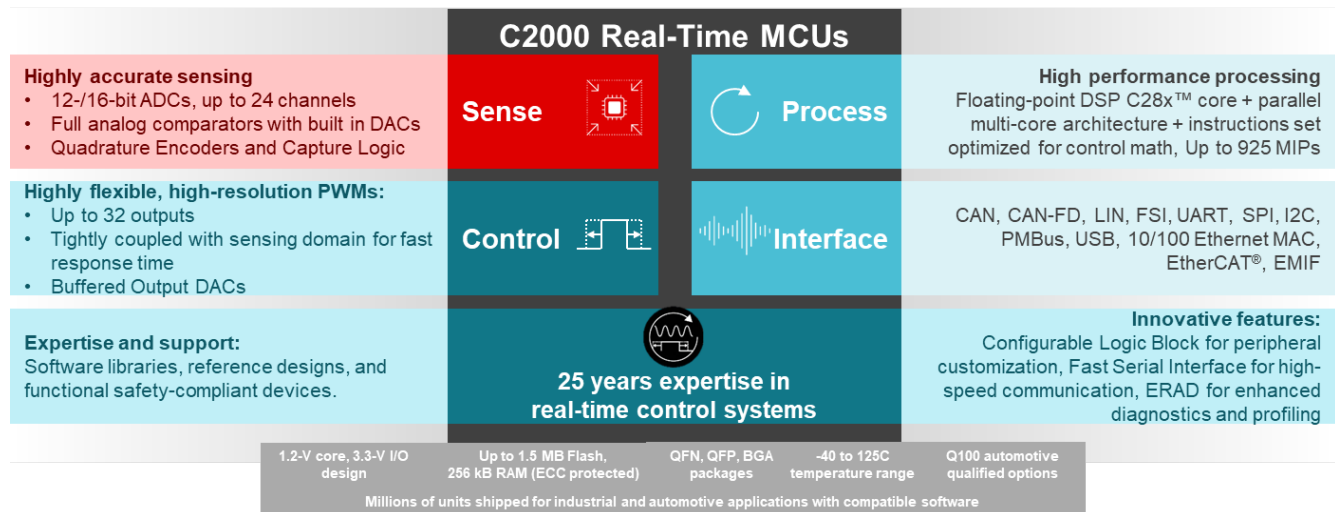 C2000 Real-Time MCUs
Highly accurate sensing
• 12-/16-bit ADCs, up to 24 channels
• Full analog comparators with built in DACs
• Quadrature Encoders and Capture Logic
Sense
Process
High performance processing
Floating-point DSP C28x™ core + parallel
multi-core architecture + instructions set
optimized for control math, Up to 925 MIPs
Highly flexible, high-resolution PWMs:
• Up to 32 outputs
• Tightly coupled with sensing domain for fast
response time
• Buffered Output DACs
Control
Interface
CAN, CAN-FD, LIN, FSI, UART, SPI, I2C,
PMBus, USB, 10/100 Ethernet MAC,
EtherCAT®, EMIF
Expertise and support:
Software libraries, reference designs, and
functional safety-compliant devices.
25 years expertise in
real-time control systems
Innovative features:
Configurable Logic Block for peripheral
customization, Fast Serial Interface for high-
speed communication, ERAD for enhanced
diagnostics and profiling
1.2-V core, 3.3-V I/O
design
Up to 1.5 MB Flash,
256 kB RAM (ECC protected)
QFN, QFP, BGA
packages
-40 to 125C
temperature range
Q100 automotive
qualified options
Millions of units shipped for industrial and automotive applications with compatible software